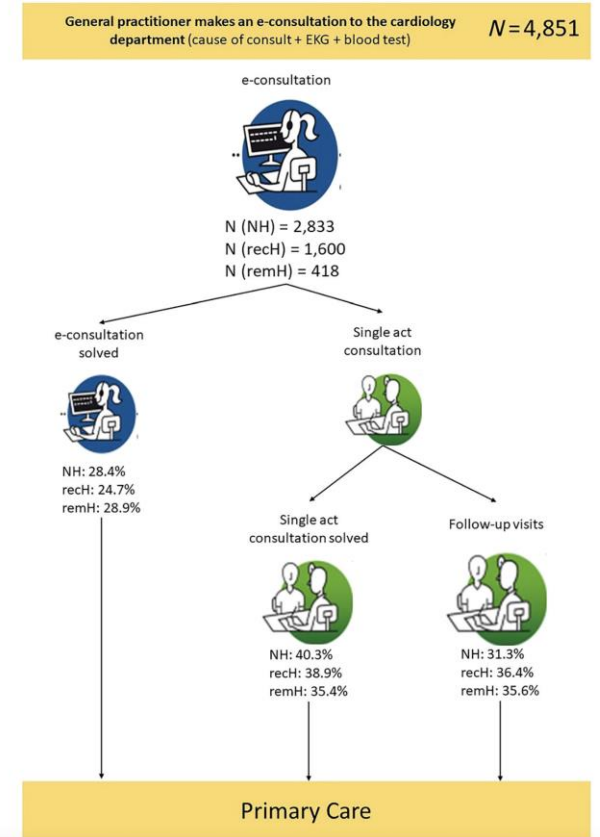 General practitioner makes an e-consultation to the cardiology
department (cause of consult + EKG + blood test)
N=4,851
e-consultation
N (NH) = 2,833
N (recH) = 1,600
N (remH) = 418
e-consultation
solved
NH: 28.4%
recH: 24.7%
remH: 28.9%
Single act
consultation
Single act
consultation solved
NH: 40.3%
recH: 38.9%
remH: 35.4%
Follow-up visits
NH: 31.3%
recH: 36.4%
remH: 35.6%
Primary Care